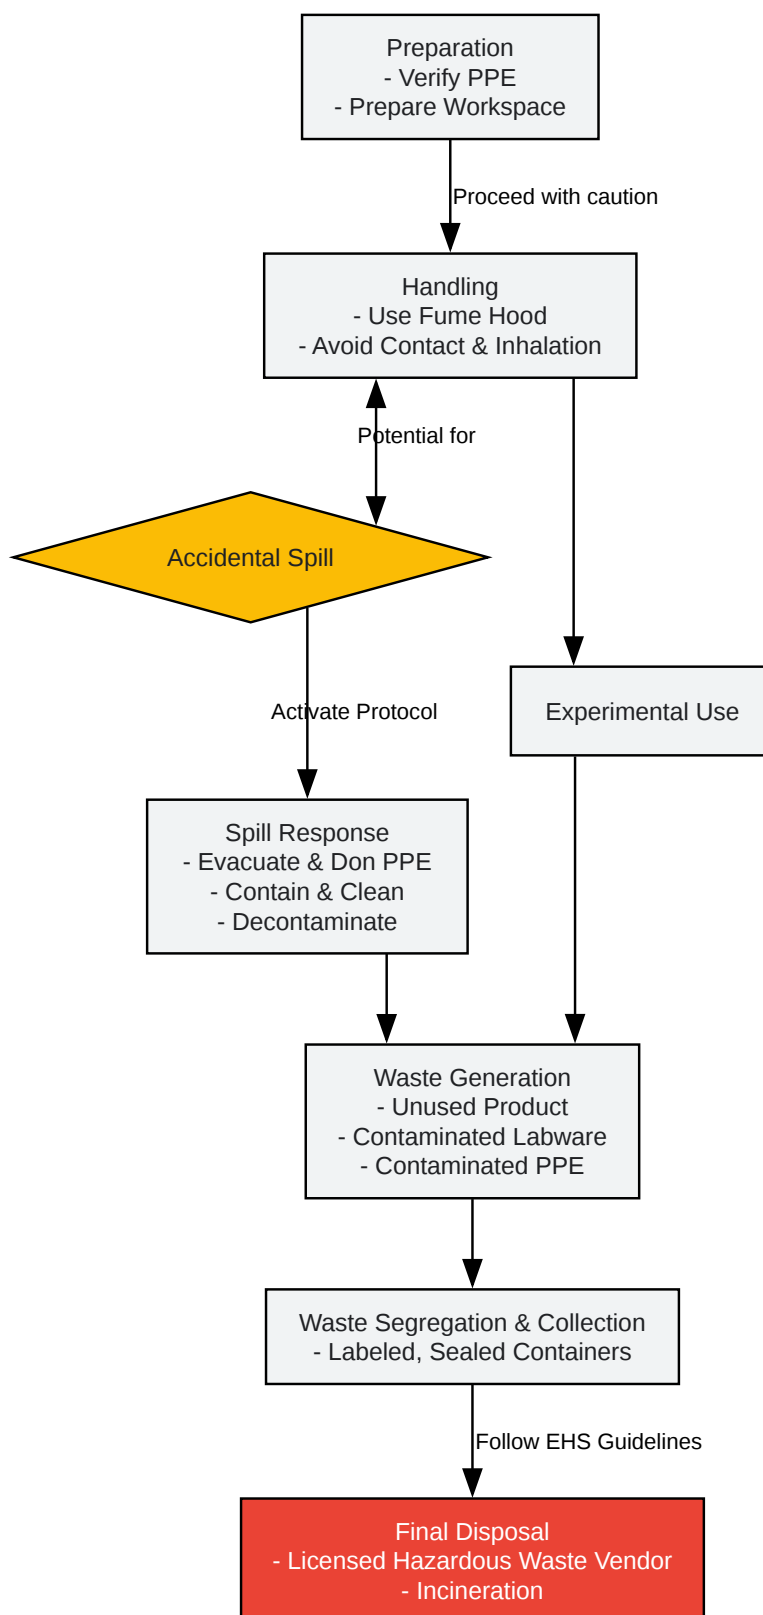 Preparation
- Verify PPE
- Prepare Workspace
Proceed with caution
Handling
- Use Fume Hood
- Avoid Contact & Inhalation
Potential for
Accidental Spill
Activate Protocol
Experimental Use
Spill Response
- Evacuate & Don PPE
- Contain & Clean
- Decontaminate
Waste Generation
- Unused Product
- Contaminated Labware
- Contaminated PPE
Waste Segregation & Collection
- Labeled, Sealed Containers
Follow EHS Guidelines
Final Disposal
- Licensed Hazardous Waste Vendor
- Incineration